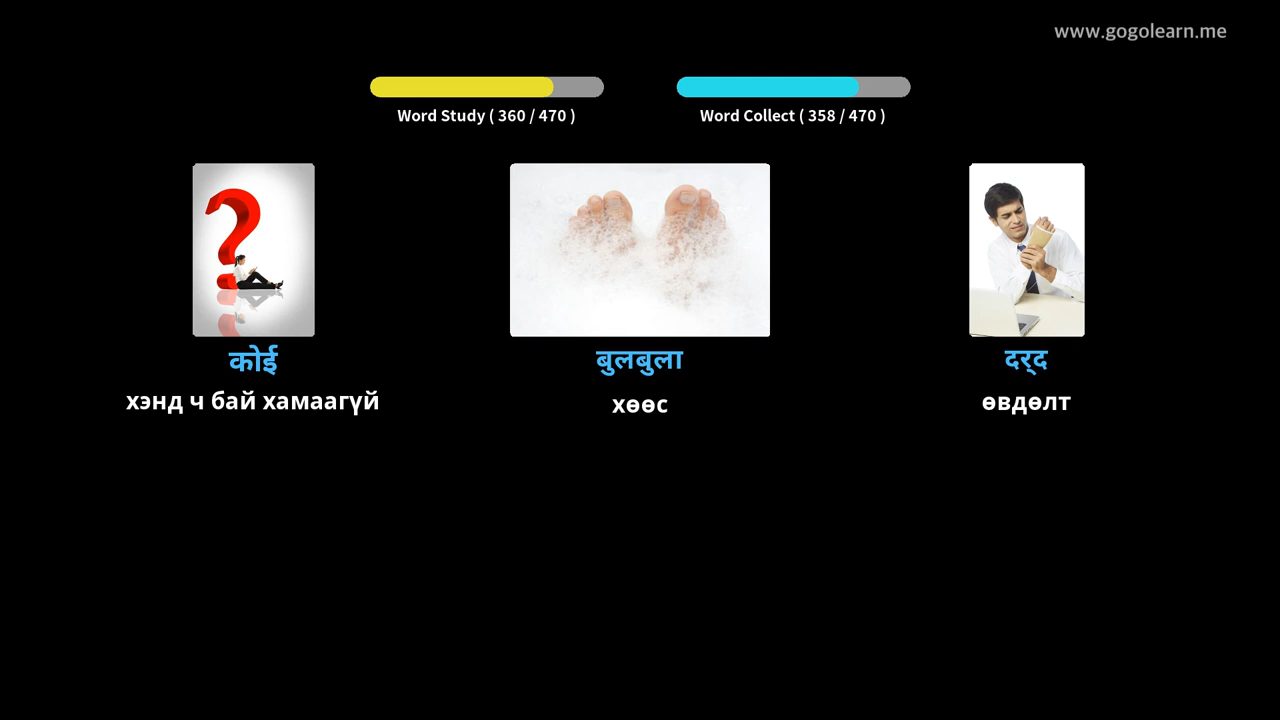 www.gogolearn.me
Word Study ( 360 / 470 )
Word Collect ( 358 / 470 )
कोई
बुलबुला
दर्‌द
хэнд ч бай хамаагүй
хөөс
өвдөлт